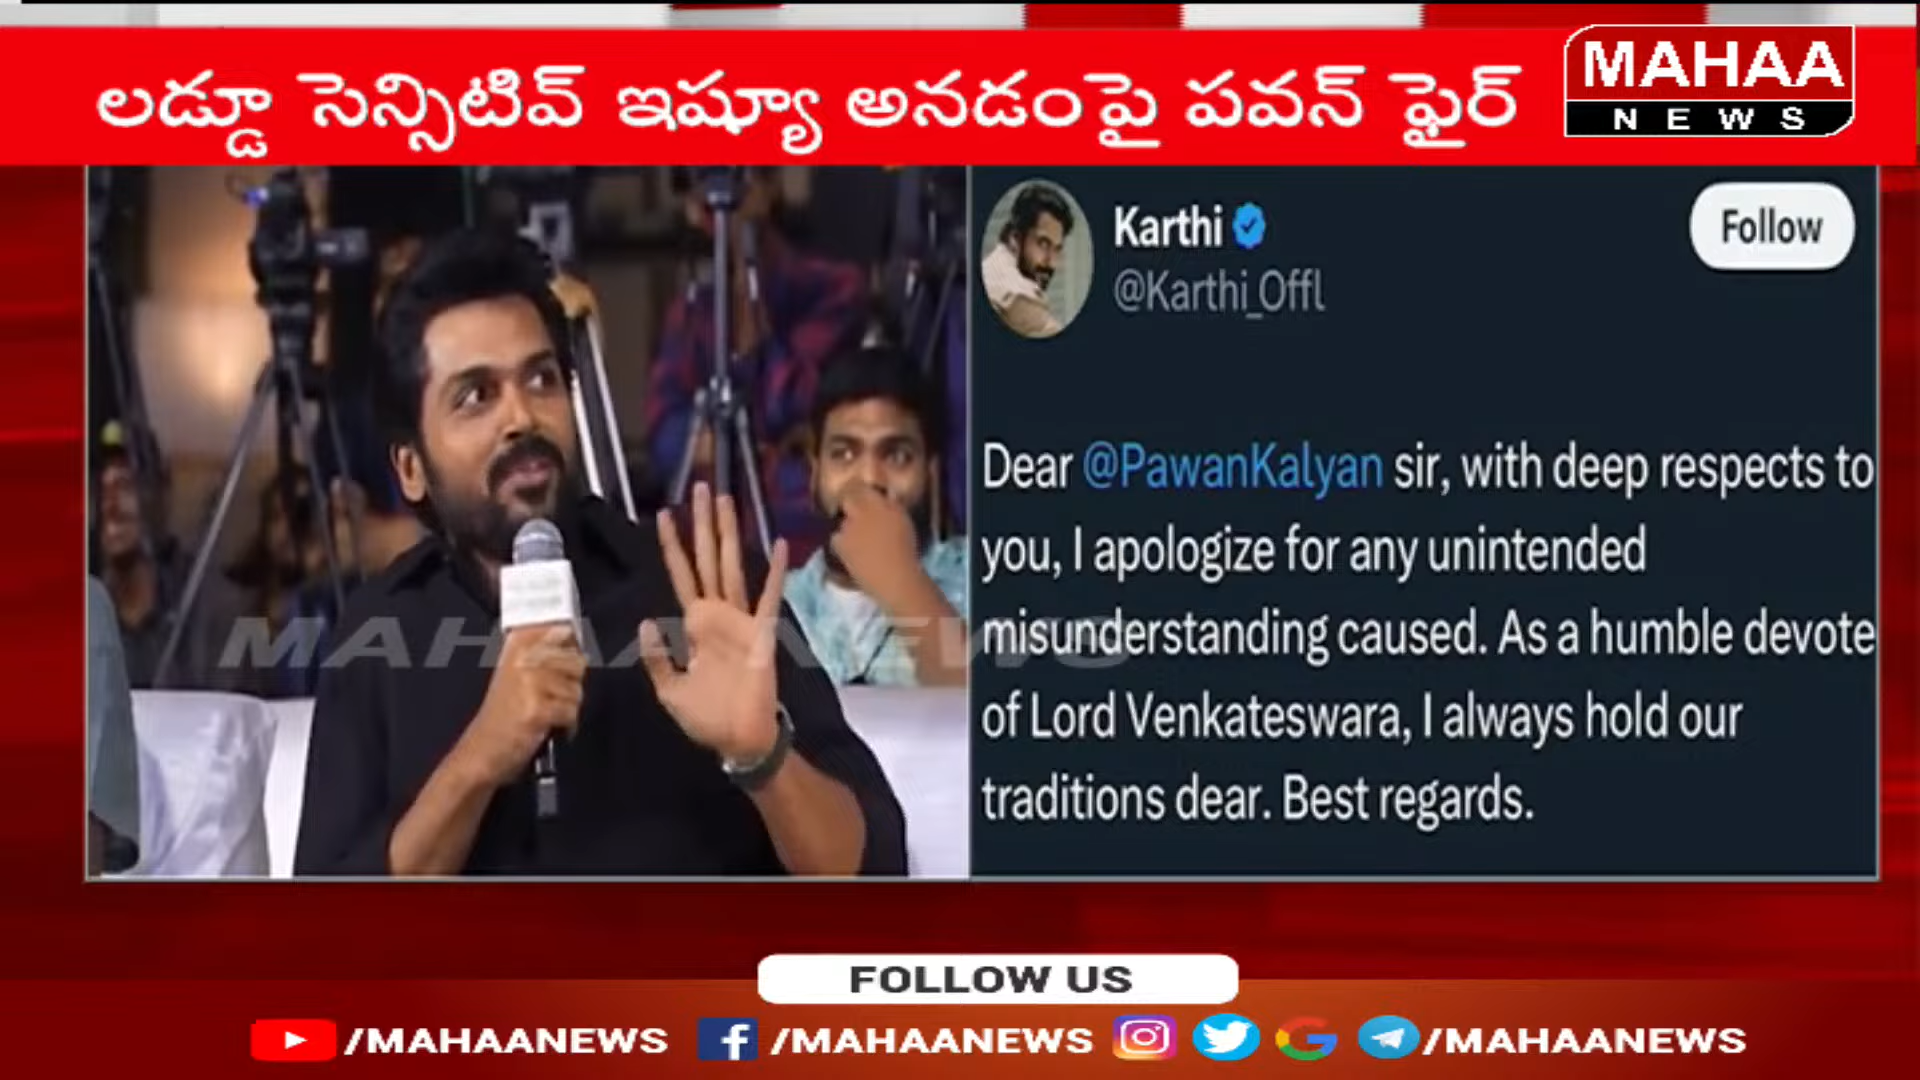 లడ్డూ సెన్సిటివ్ ఇష్యూ అనడంపై పవన్ ఫైర్
MAHAA
NEWS
Karthi
@Karthi_Offl
Follow
Dear @PawanKalyan sir, with deep respects to
you, I apologize for any unintended
misunderstanding caused. As a humble devote
of Lord Venkateswara, I always hold our
traditions dear. Best regards.
MAHAA NEWS
FOLLOW US
/MAHAANEWS
/MAHAANEWS
/MAHAANEWS